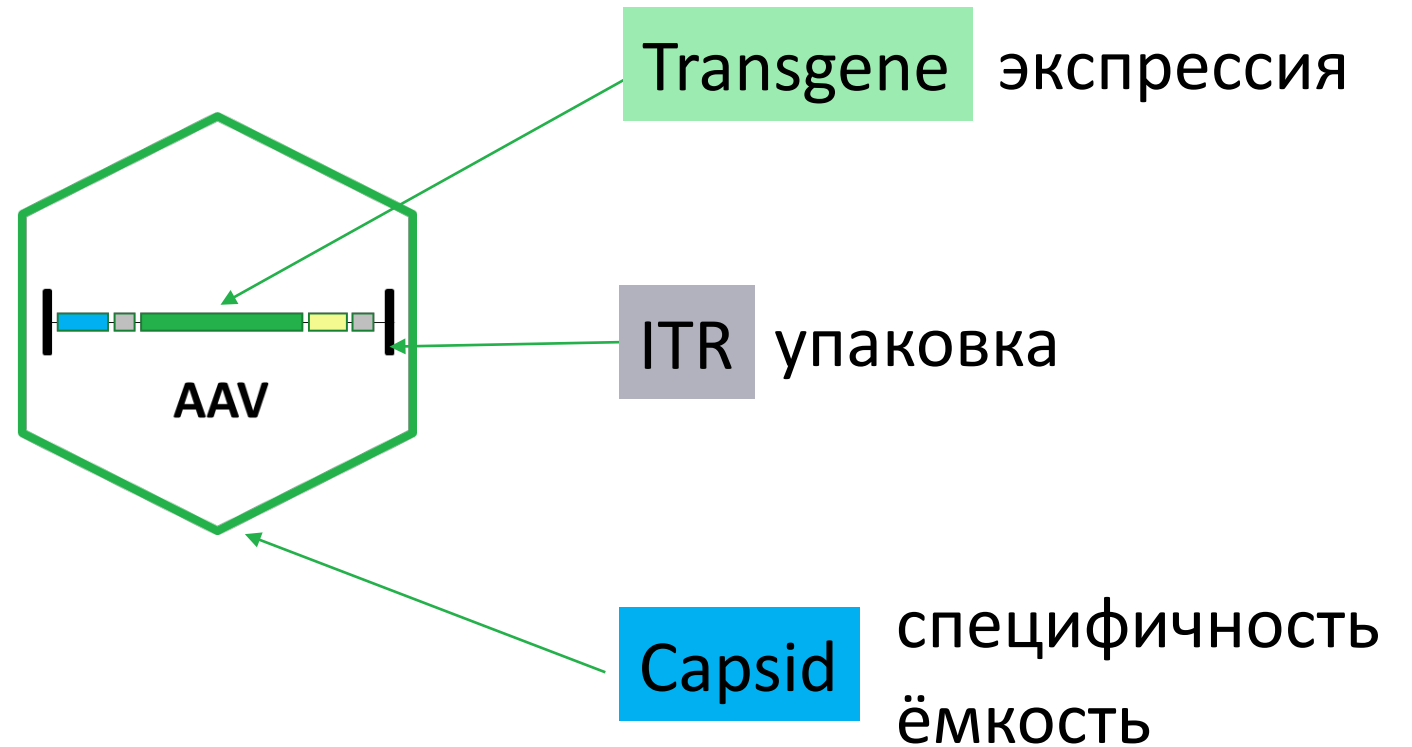 Transgene экспрессия
ITR упаковка
AAV
Capsid специфичность
ёмкость